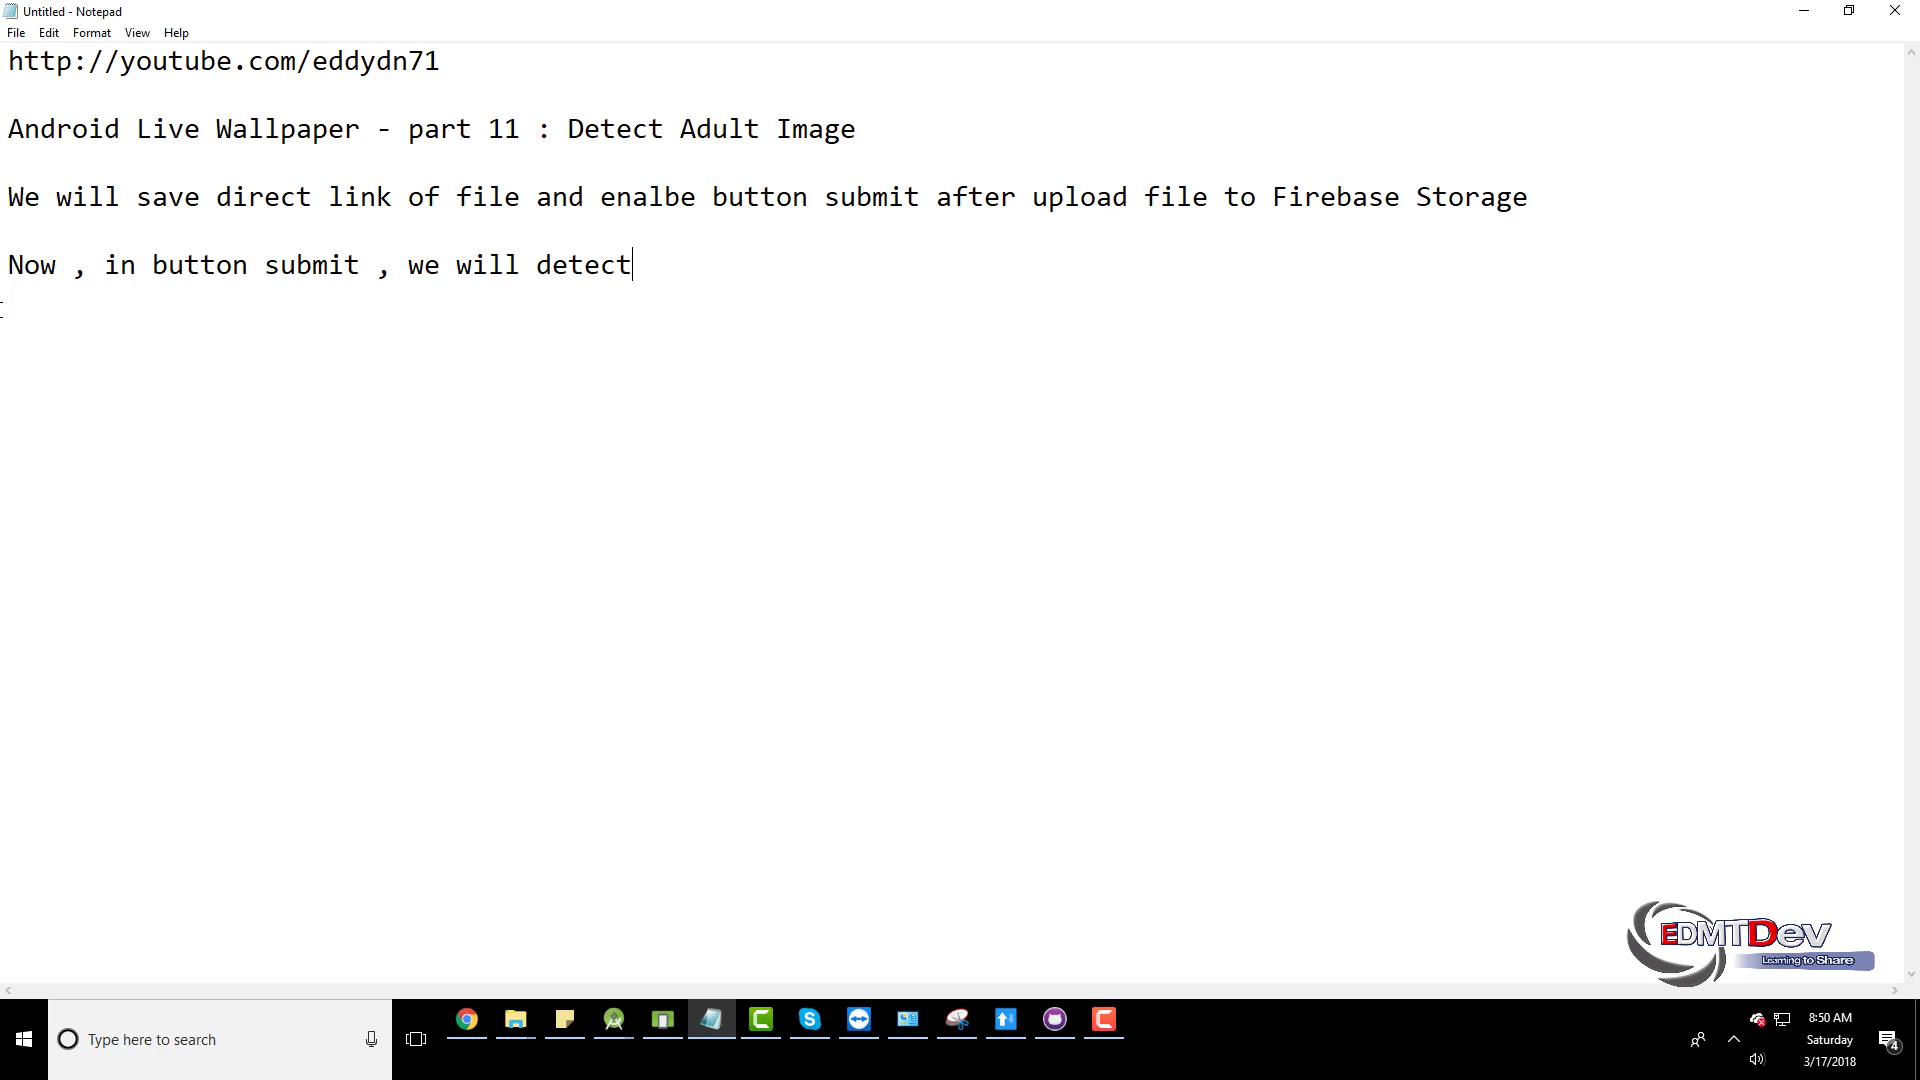 Untitled - Notepad
File Edit Format View Help
http://youtube.com/eddydn71
Android Live Wallpaper - part 11 : Detect Adult Image
We will save direct link of file and enalbe button submit after upload file to Firebase Storage
Now , in button submit , we will detect
EDMTDev
Learning to Share
Type here to search
8:50 AM
Saturday
3/17/2018
4